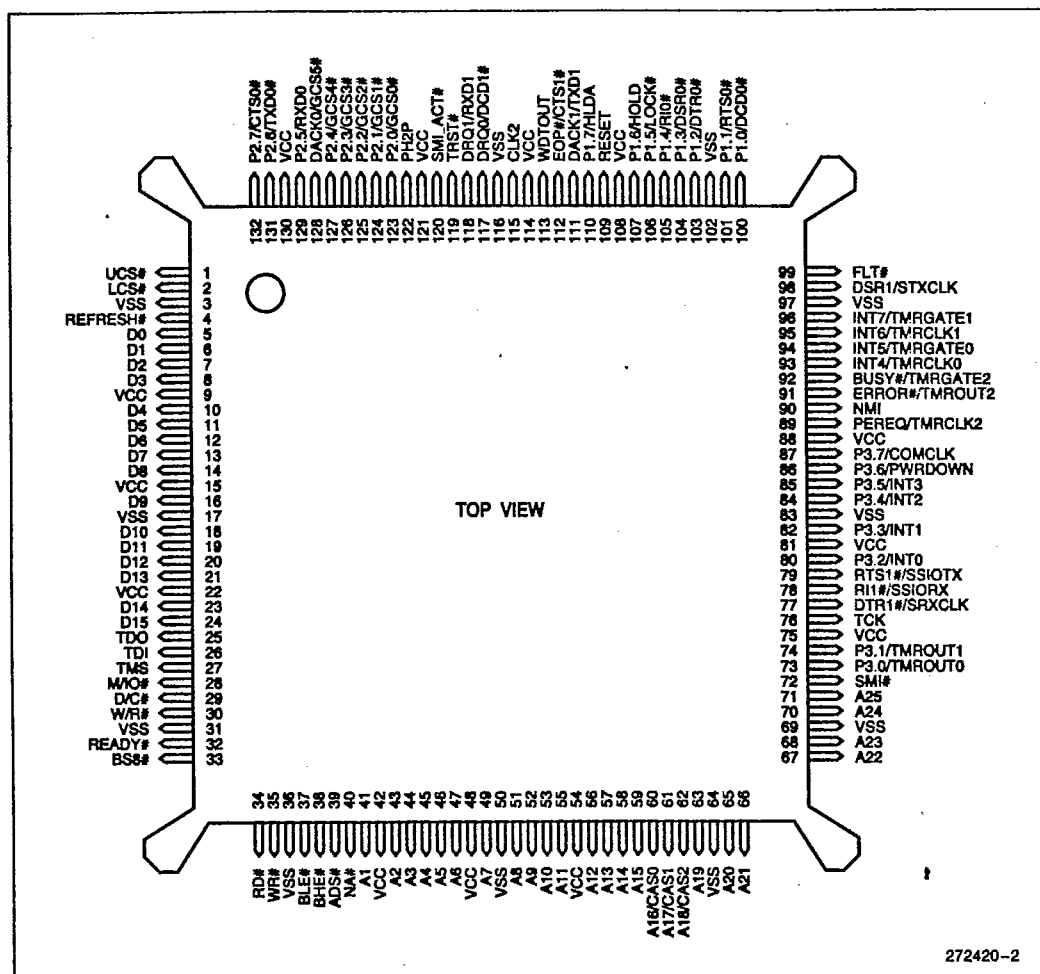 P2.7/CTS0#
P2.6/TXD0#
VCC
P2.5/RXD0
DACK0/GCS5#
P2.4/GCS4#
P2.3/GCS3#
P2.2/GCS2#
P2.1/GCS1#
P2.0/GCS0#
PH2P
VCC
SMI_ACT#
TRST#
DRQ1/RXD1
DRQ0/DCD1#
VSS
CLK2
VCC
WDTOUT
EOP#/CTS1#
DACK1/TXD1
P1.7/HLDA
RESET
VCC
P1.6/HOLD
P1.5/LOCK#
P1.4/RI0#
P1.3/DSR0#
P1.2/DTR0#
VSS
P1.1/RTS0#
P1.0/DCD0#
132 131 130 129 128 127 126 125 124 123 122 121 120 119 118 117 116 115 114 113 112 111 110 109 108 107 106 105 104 103 102 101 100
UCS# 1
LCS# 2
VSS 3
REFRESH# 4
D0 5
D1 6
D2 7
D3 8
VCC 9
D4 10
D5 11
D6 12
D7 13
D8 14
VCC 15
D9 16
VSS 17
D10 18
D11 19
D12 20
D13 21
VCC 22
D14 23
D15 24
TDO 25
TDI 26
TMS 27
M/IO# 28
D/C# 29
W/R# 30
VSS 31
READY# 32
BS8# 33
TOP VIEW
99 FLT#
98 DSR1/STXCLK
97 VSS
96 INT7/TMRGATE1
95 INT6/TMRCLK1
94 INT5/TMRGATE0
93 INT4/TMRCLK0
92 BUSY#/TMRGATE2
91 ERROR#/TMROUT2
90 NMI
89 PEREQ/TMRCLK2
88 VCC
87 P3.7/COMCLK
86 P3.6/PWRDOWN
85 P3.5/INT3
84 P3.4/INT2
83 VSS
82 P3.3/INT1
81 VCC
80 P3.2/INT0
79 RTS1#/SSIOTX
78 RI1#/SSIORX
77 DTR1#/SRXCLK
76 TCK
75 VCC
74 P3.1/TMROUT1
73 P3.0/TMROUT0
72 SMI#
71 A25
70 A24
69 VSS
68 A23
67 A22
34 35 36 37 38 39 40 41 42 43 44 45 46 47 48 49 50 51 52 53 54 55 56 57 58 59 60 61 62 63 64 65 66
RD#
WR#
VSS
BLE#
BHE#
ADS#
NA#
A1
VCC
A2
A3
A4
A5
A6
VCC
A7
VSS
A8
A9
A10
A11
VCC
A12
A13
A14
A15
A16/CAS0
A17/CAS1
A18/CAS2
A19
VSS
A20
A21
272420-2